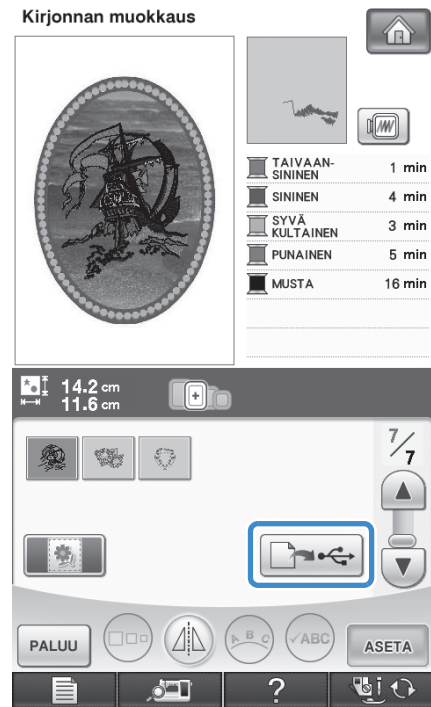 Kirjonnan muokkaus
TAIVAAN-
SININEN 1 min
SININEN 4 min
SYVÄ
KULTAINEN 3 min
PUNAINEN 5 min
MUSTA 16 min
14.2 cm
11.6 cm
7/7
PALUU
A B C
✓ABC
ASETA
?